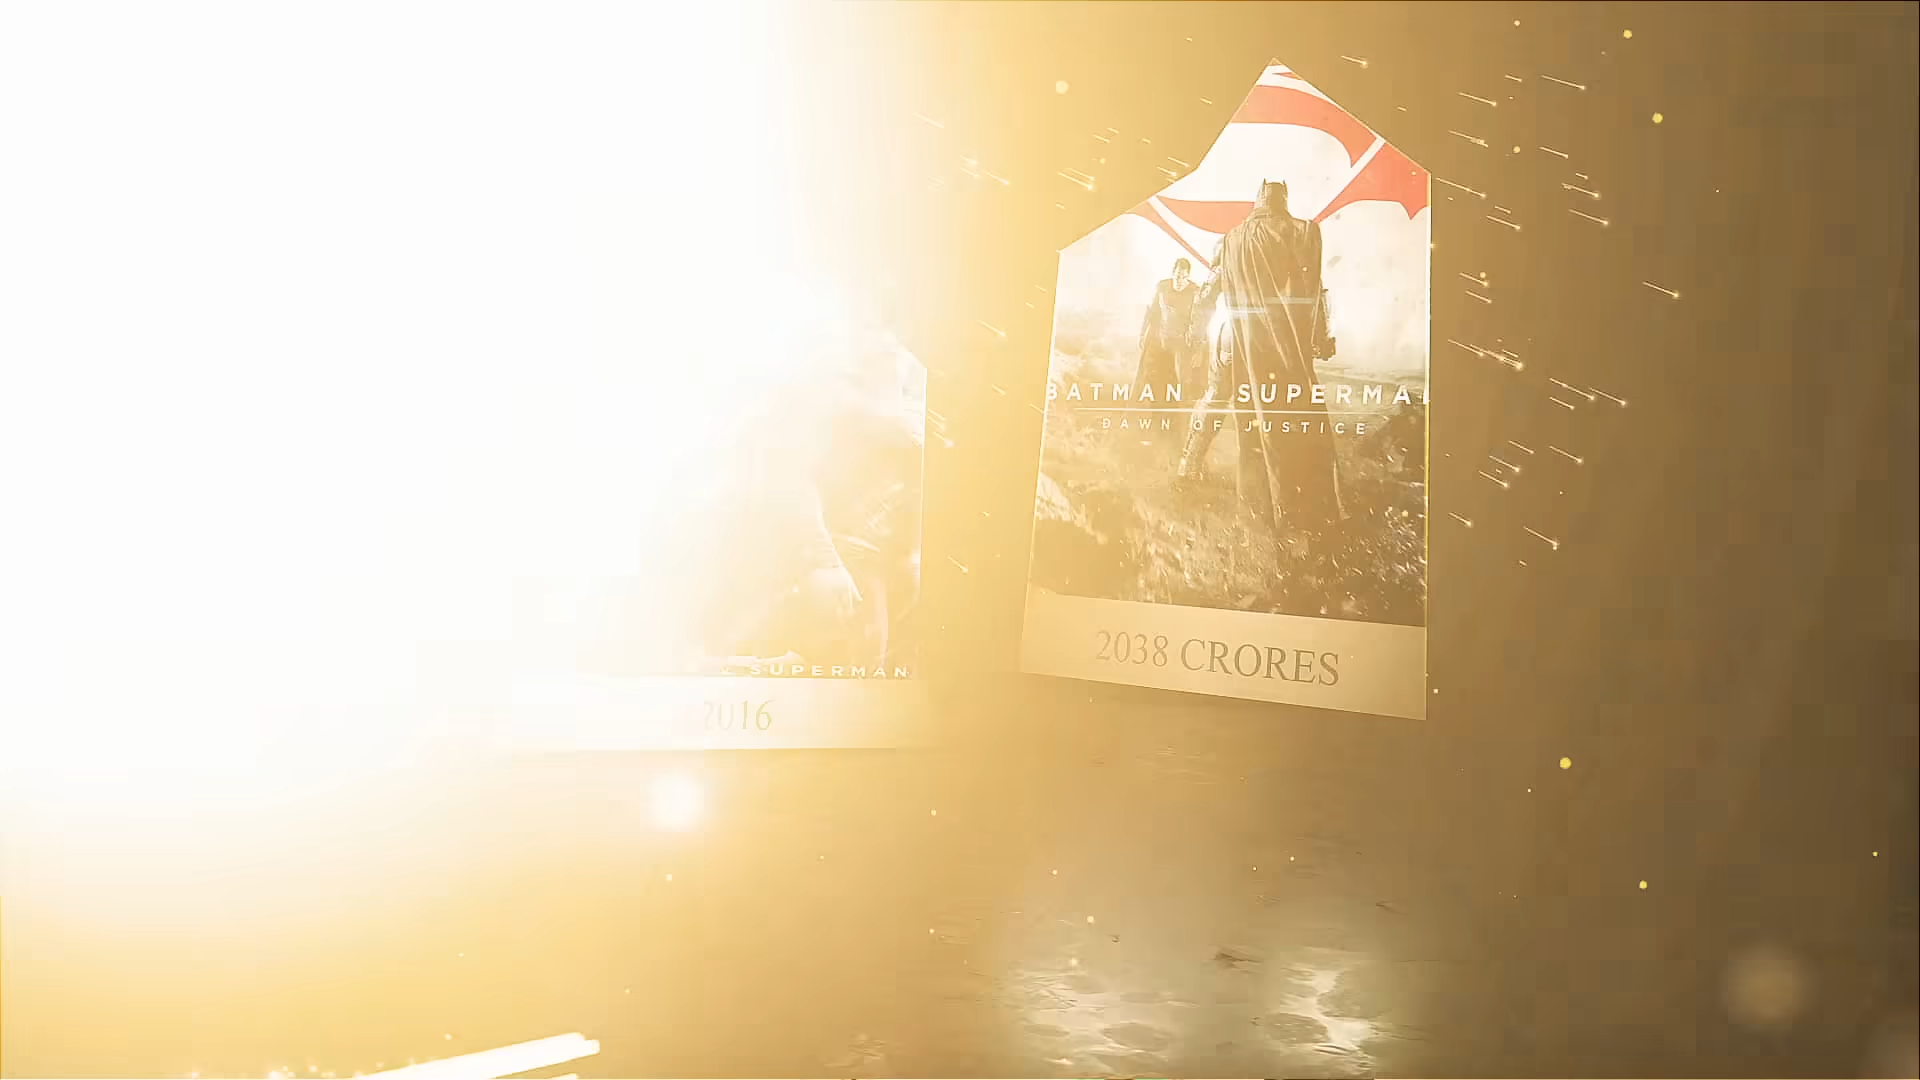 SUPERMAN
2016
BATMAN SUPERMA
DAWN OF JUSTICE
2038 CRORES